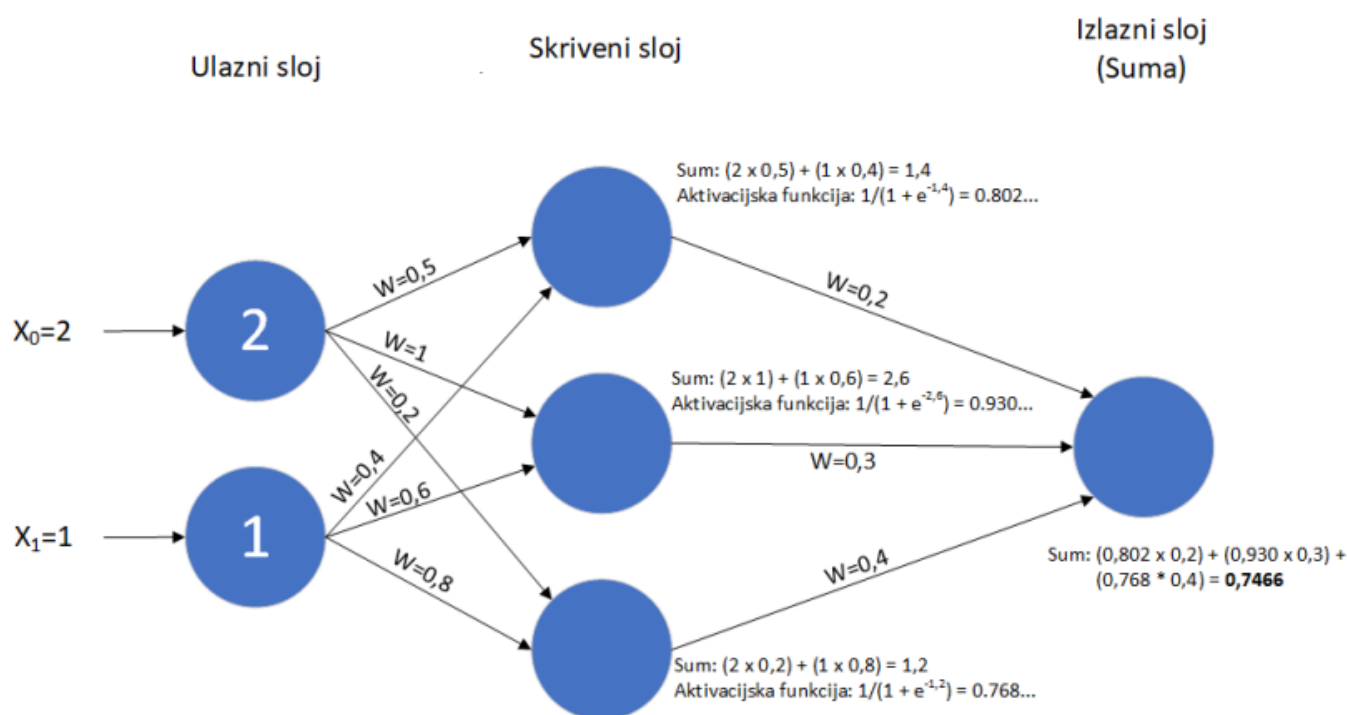 Ulazni sloj
Skriveni sloj
Izlazni sloj
(Suma)
Sum: (2 x 0,5) + (1 x 0,4) = 1,4
Aktivacijska funkcija: 1/(1 + e^-1,4) = 0.802...
W=0,5
W=0,2
X₀=2
2
W=1
W=0,2
Sum: (2 x 1) + (1 x 0,6) = 2,6
Aktivacijska funkcija: 1/(1 + e^-2,6) = 0.930...
W=0,3
W=0,4
W=0,6
X₁=1
1
W=0,8
W=0,4
Sum: (0,802 x 0,2) + (0,930 x 0,3) +
(0,768 * 0,4) = 0,7466
Sum: (2 x 0,2) + (1 x 0,8) = 1,2
Aktivacijska funkcija: 1/(1 + e^-1,2) = 0.768...